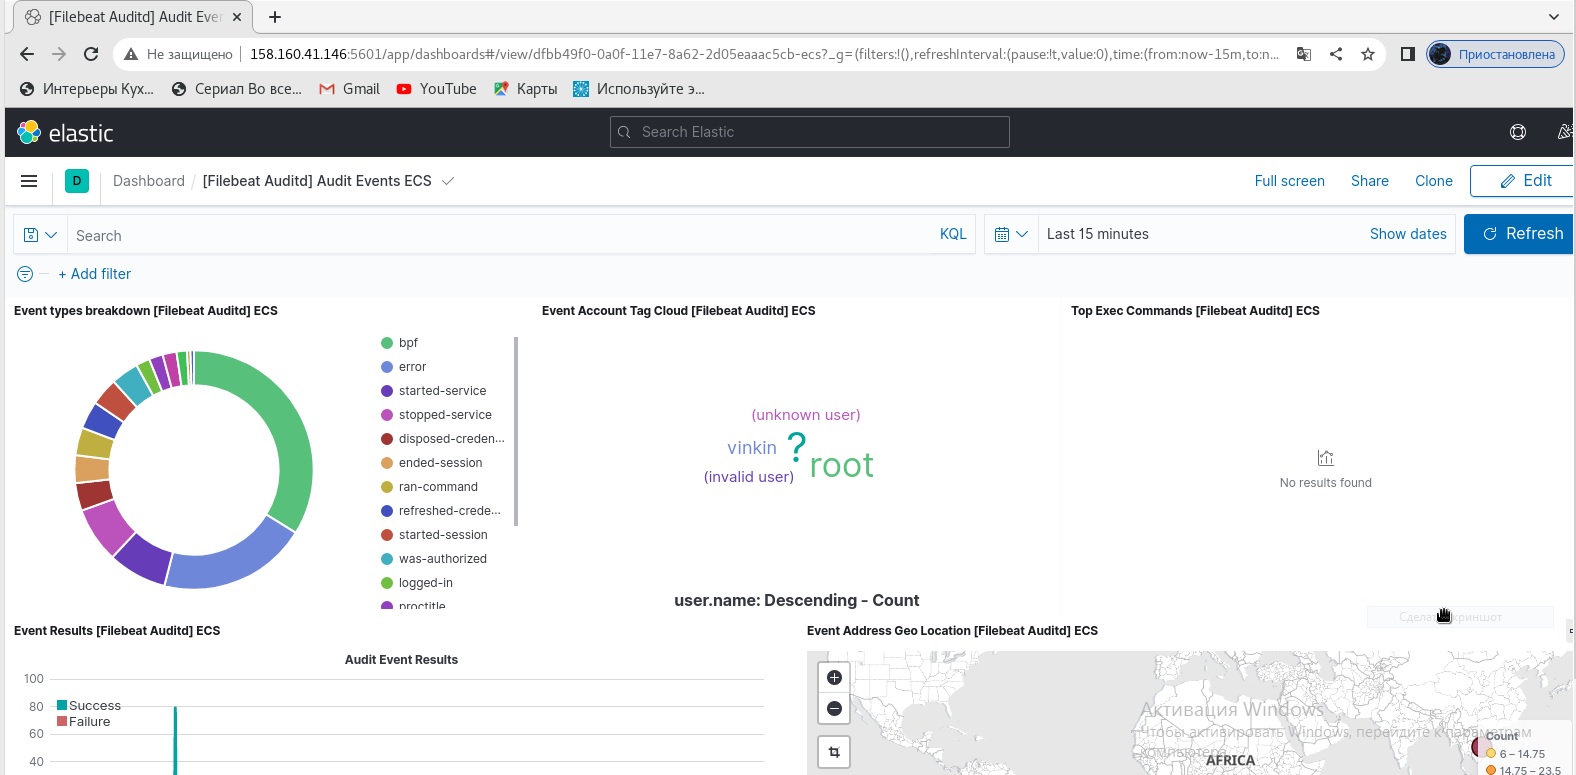 [Filebeat Auditd] Audit Eve
Не защищено
158.160.41.146:5601/app/dashboards#/view/dfbb49f0-0a0f-11e7-8a62-2d05eaaac5cb-ecs?_g=(filters:!(),refreshInterval:(pause:!t,value:0),time:(from:now-15m,to:n...
Приостановлена
Интерьеры Кух...
Сериал Во все...
Gmail
YouTube
Карты
Используйте э...
elastic
Search Elastic
D
Dashboard / [Filebeat Auditd] Audit Events ECS
Full screen
Share
Clone
Edit
Search
KQL
Last 15 minutes
Show dates
Refresh
+ Add filter
Event types breakdown [Filebeat Auditd] ECS
bpf
error
started-service
stopped-service
disposed-creden...
ended-session
ran-command
refreshed-crede...
started-session
was-authorized
logged-in
proctitle
Event Account Tag Cloud [Filebeat Auditd] ECS
(unknown user)
vinkin
?
root
(invalid user)
user.name: Descending - Count
Top Exec Commands [Filebeat Auditd] ECS
No results found
Event Results [Filebeat Auditd] ECS
Audit Event Results
100
80
60
40
Success
Failure
Event Address Geo Location [Filebeat Auditd] ECS
Активация Windows
Чтобы активировать Windows, перейдите к параметрам
компьютера.
AFRICA
Count
6 – 14.75
14.75 – 23.5